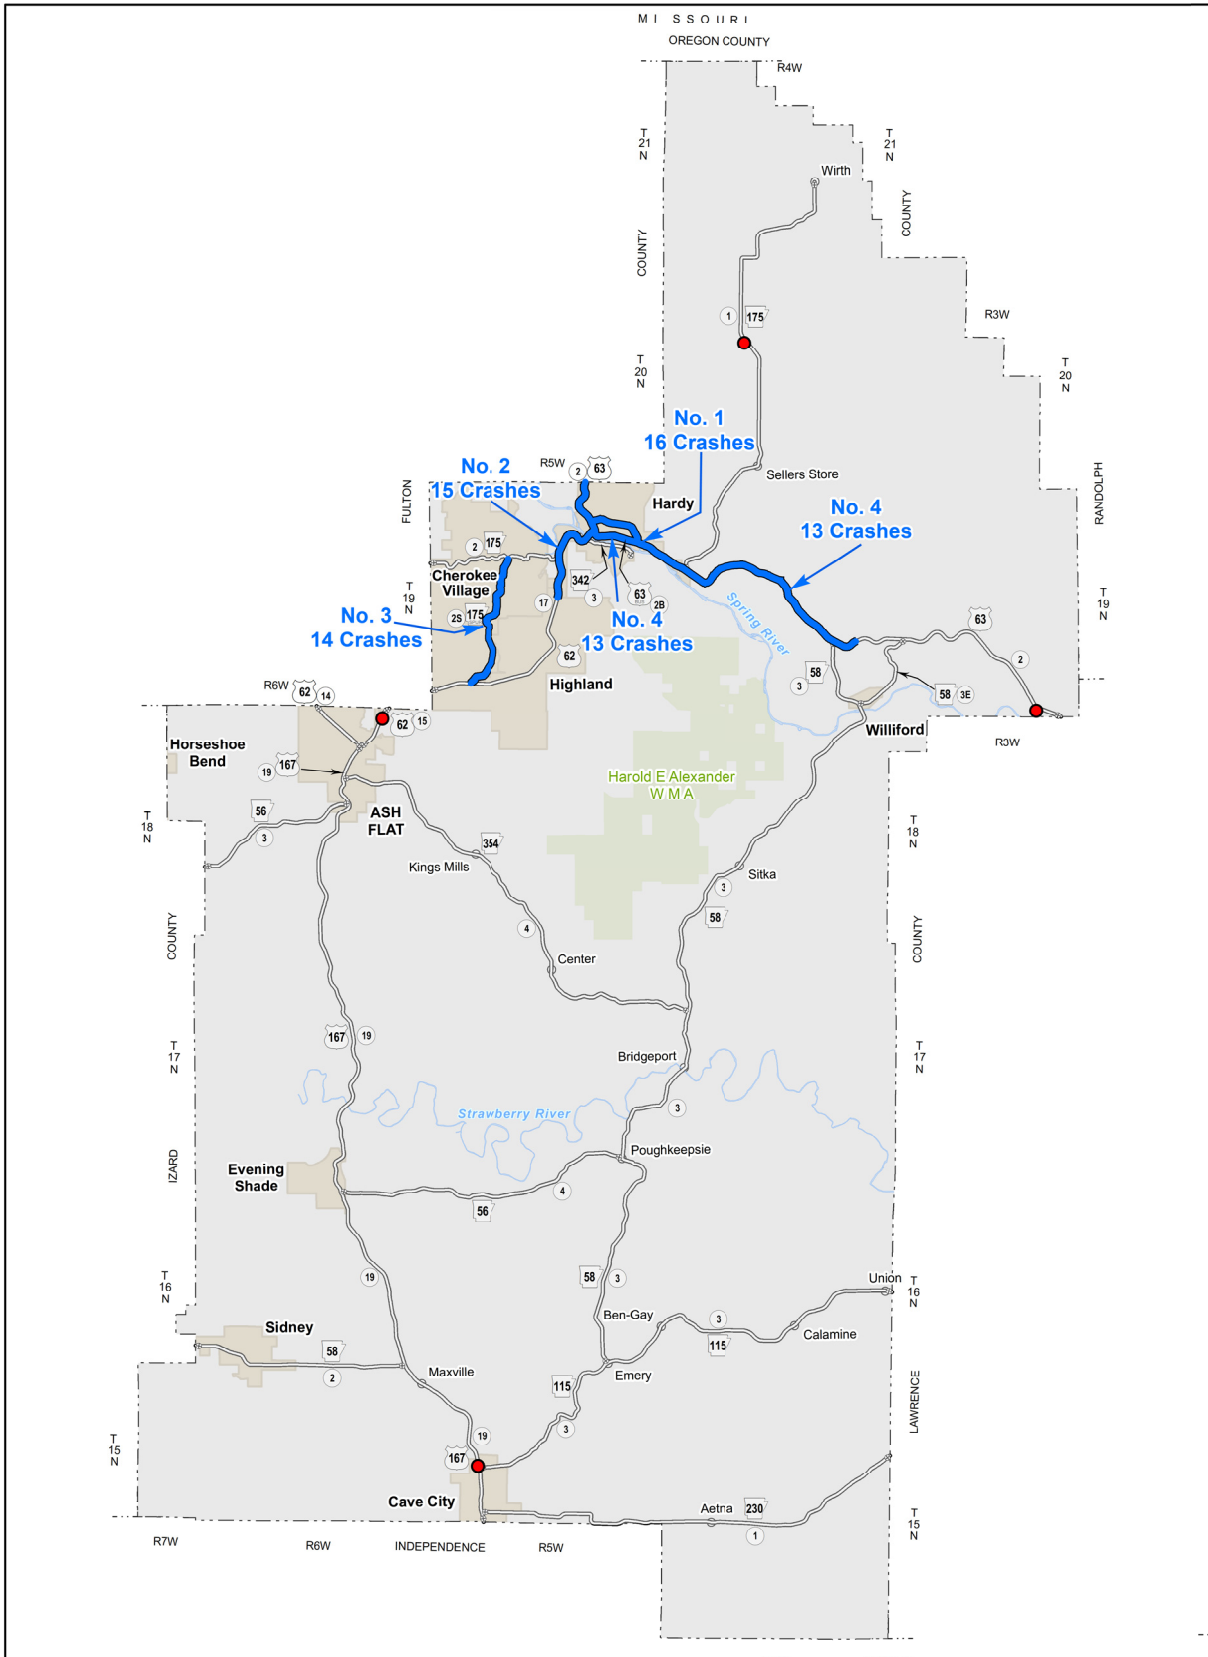 MISSOURI
OREGON COUNTY
R4W
T
21
N
T
21
N
Wirth
COUNTY
COUNTY
1
175
R3W
T
20
N
T
20
N
No. 1
16 Crashes
No. 2
15 Crashes
R5W
2
63
Sellers Store
FULTON
Hardy
RANDOLPH
No. 4
13 Crashes
2
175
Cherokee
Village
342
3
63
2B
T
19
N
T
19
N
17
2S
175
No. 3
14 Crashes
No. 4
13 Crashes
Spring River
63
2
62
58
3
58
3E
Highland
R6W
62
14
62
15
Williford
R3W
Horseshoe
Bend
19
167
Harold E Alexander
W M A
56
3
ASH
FLAT
T
18
N
T
18
N
354
Kings Mills
Sitka
3
58
COUNTY
COUNTY
4
Center
167
19
T
17
N
T
17
N
Bridgeport
Strawberry River
3
Poughkeepsie
Evening
Shade
IZARD
4
56
19
58
3
Union
T
16
N
T
16
N
Ben-Gay
3
115
Calamine
Sidney
58
2
Maxville
Emery
115
3
LAWRENCE
19
167
T
15
N
Cave City
Aetna
230
1
T
15
N
R7W
R6W
INDEPENDENCE
R5W